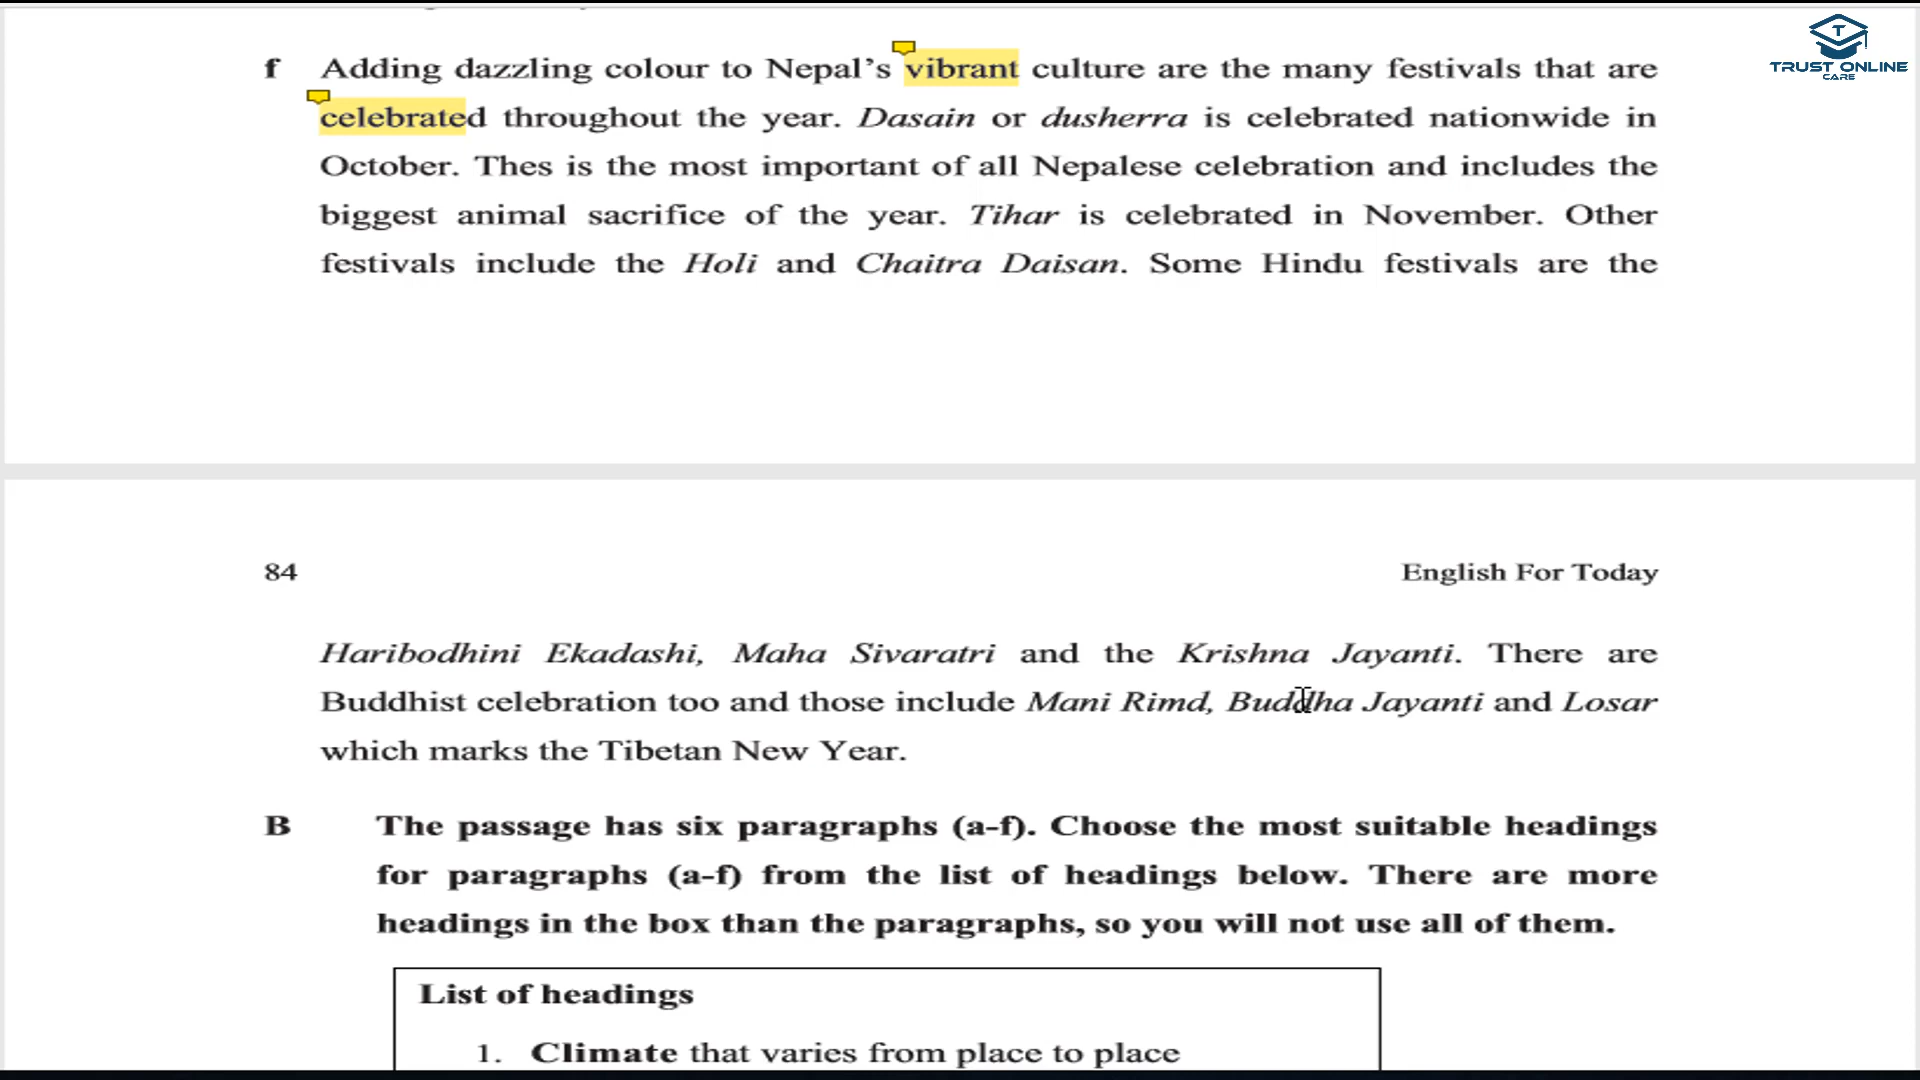 TRUST ONLINE
CARE
f Adding dazzling colour to Nepal's vibrant culture are the many festivals that are
celebrated throughout the year. Dasain or dusherra is celebrated nationwide in
October. Thes is the most important of all Nepalese celebration and includes the
biggest animal sacrifice of the year. Tihar is celebrated in November. Other
festivals include the Holi and Chaitra Daisan. Some Hindu festivals are the
84 English For Today
Haribodhini Ekadashi, Maha Sivaratri and the Krishna Jayanti. There are
Buddhist celebration too and those include Mani Rimd, Buddha Jayanti and Losar
which marks the Tibetan New Year.
B The passage has six paragraphs (a-f). Choose the most suitable headings
for paragraphs (a-f) from the list of headings below. There are more
headings in the box than the paragraphs, so you will not use all of them.
List of headings
1. Climate that varies from place to place